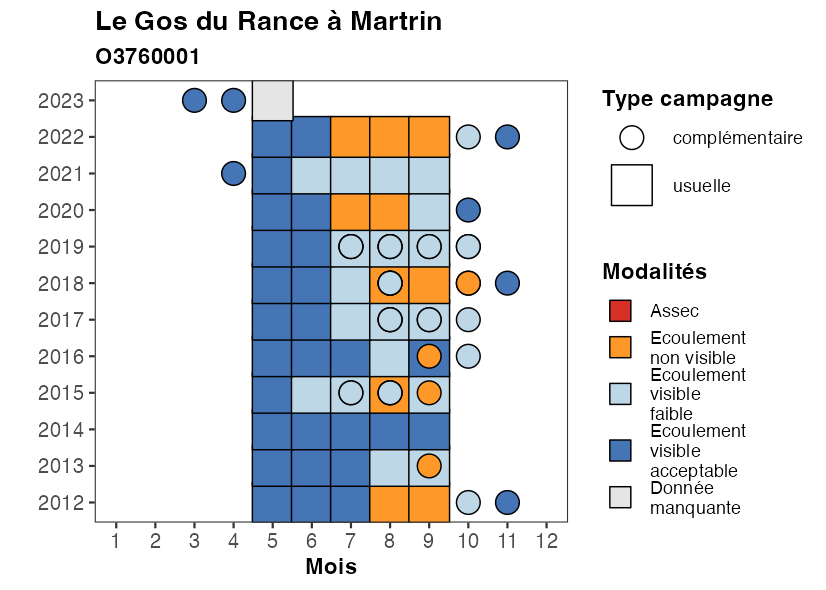 Le Gos du Rance à Martrin
O3760001
2023
2022
2021
2020
2019
2018
2017
2016
2015
2014
2013
2012
1 2 3 4 5 6 7 8 9 10 11 12
Mois
Type campagne
complémentaire
usuelle
Modalités
Assec
Ecoulement
non visible
Ecoulement
visible
faible
Ecoulement
visible
acceptable
Donnée
manquante